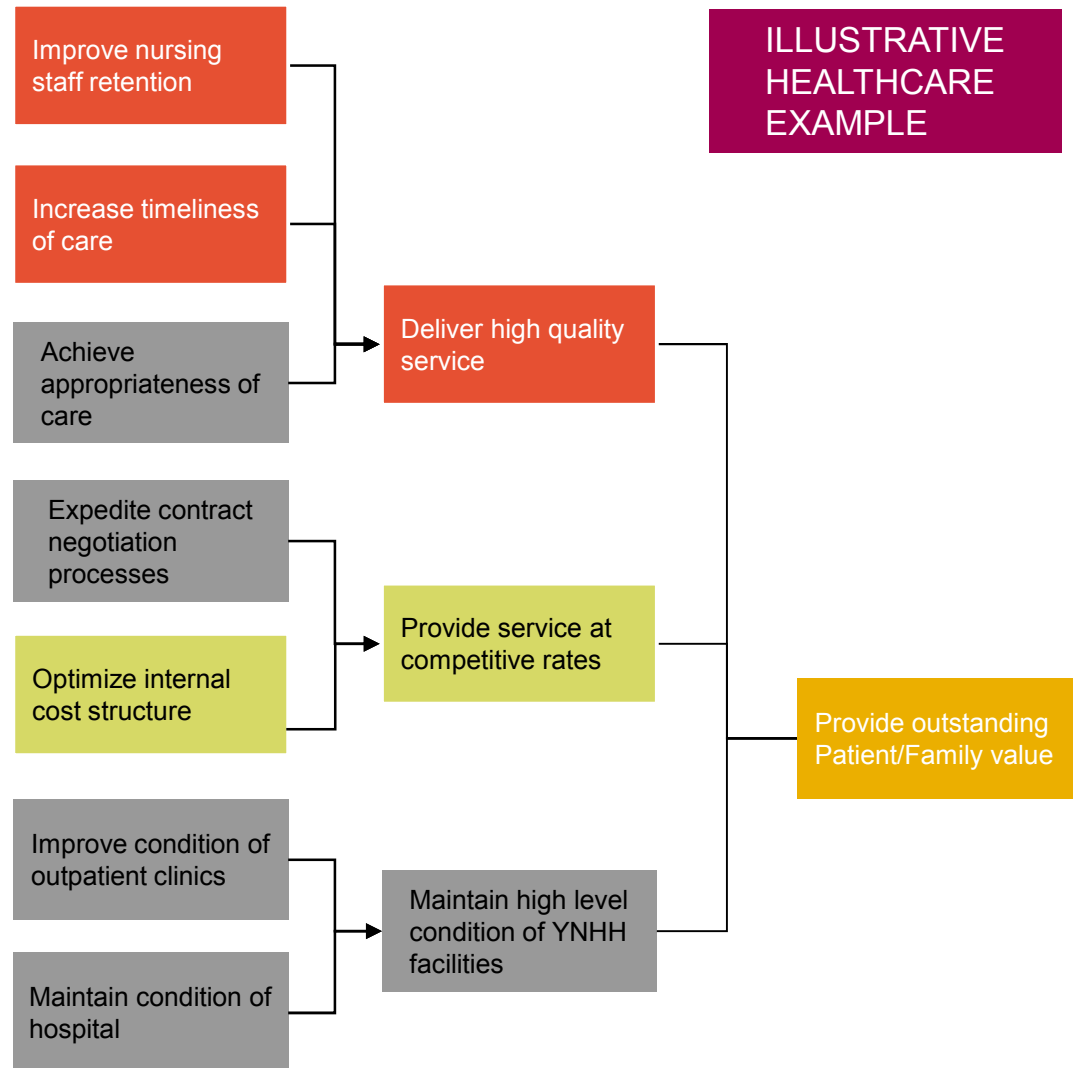 Improve nursing
staff retention
ILLUSTRATIVE
HEALTHCARE
EXAMPLE
Increase timeliness
of care
Deliver high quality
service
Achieve
appropriateness of
care
Expedite contract
negotiation
processes
Provide service at
competitive rates
Optimize internal
cost structure
Provide outstanding
Patient/Family value
Improve condition of
outpatient clinics
Maintain high level
condition of YNHH
facilities
Maintain condition of
hospital